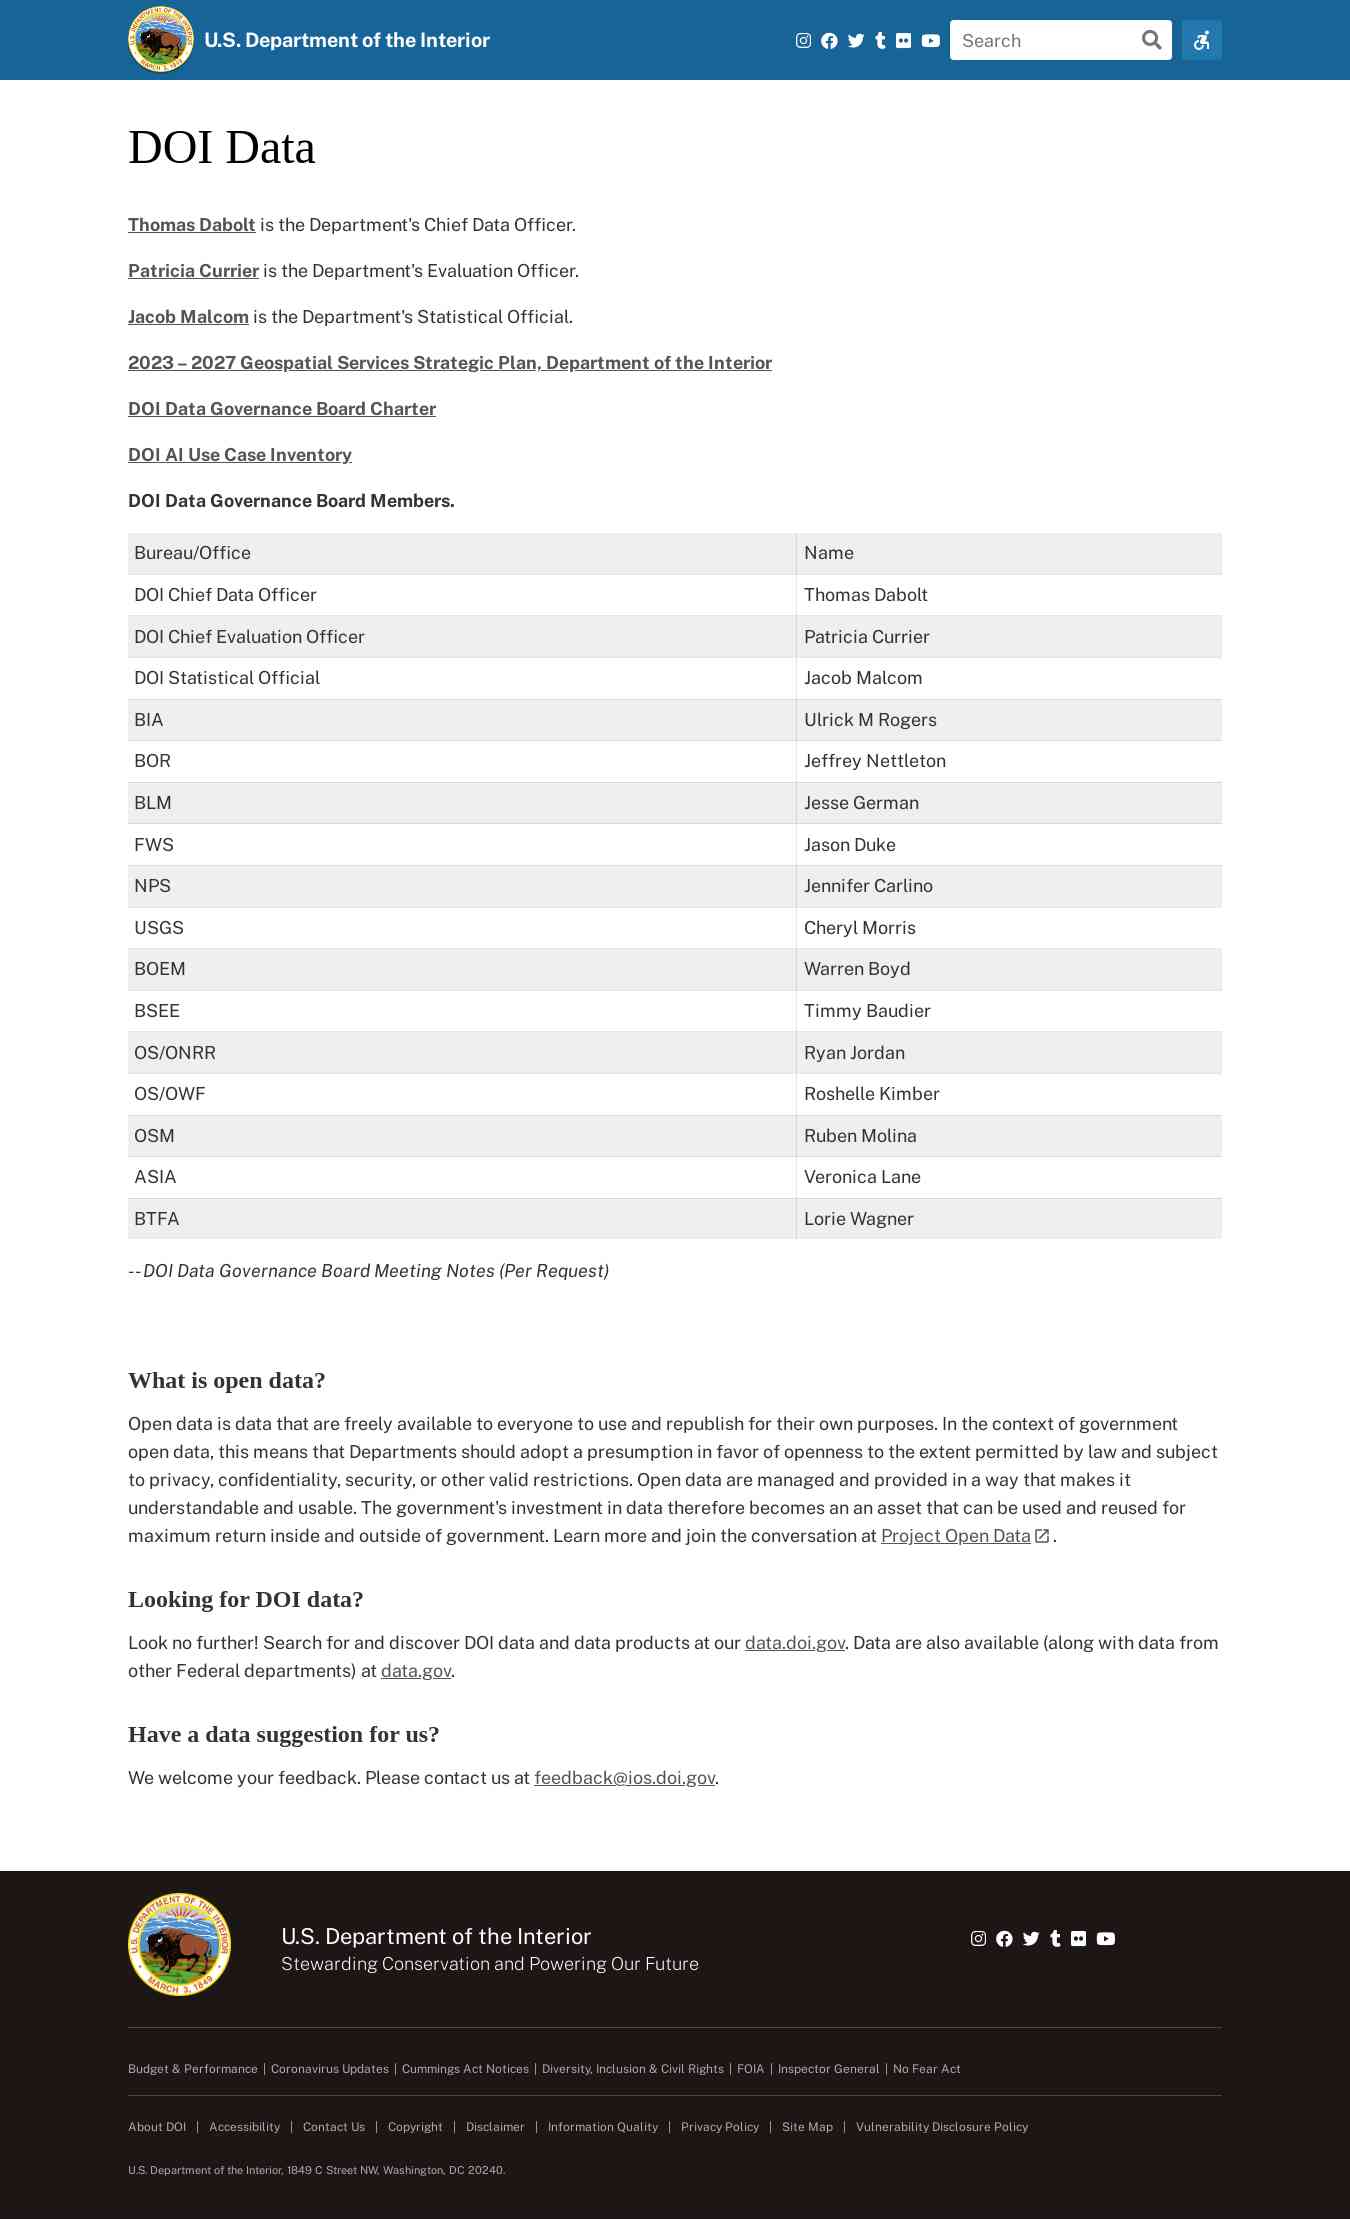 U.S. Department of the Interior
Search
DOI Data
Thomas Dabolt is the Department's Chief Data Officer.
Patricia Currier is the Department's Evaluation Officer.
Jacob Malcom is the Department's Statistical Official.
2023 – 2027 Geospatial Services Strategic Plan, Department of the Interior
DOI Data Governance Board Charter
DOI AI Use Case Inventory
DOI Data Governance Board Members.
Bureau/Office Name
DOI Chief Data Officer Thomas Dabolt
DOI Chief Evaluation Officer Patricia Currier
DOI Statistical Official Jacob Malcom
BIA Ulrick M Rogers
BOR Jeffrey Nettleton
BLM Jesse German
FWS Jason Duke
NPS Jennifer Carlino
USGS Cheryl Morris
BOEM Warren Boyd
BSEE Timmy Baudier
OS/ONRR Ryan Jordan
OS/OWF Roshelle Kimber
OSM Ruben Molina
ASIA Veronica Lane
BTFA Lorie Wagner
--DOI Data Governance Board Meeting Notes (Per Request)
What is open data?
Open data is data that are freely available to everyone to use and republish for their own purposes. In the context of government
open data, this means that Departments should adopt a presumption in favor of openness to the extent permitted by law and subject
to privacy, confidentiality, security, or other valid restrictions. Open data are managed and provided in a way that makes it
understandable and usable. The government's investment in data therefore becomes an an asset that can be used and reused for
maximum return inside and outside of government. Learn more and join the conversation at Project Open Data .
Looking for DOI data?
Look no further! Search for and discover DOI data and data products at our data.doi.gov. Data are also available (along with data from
other Federal departments) at data.gov.
Have a data suggestion for us?
We welcome your feedback. Please contact us at feedback@ios.doi.gov.
U.S. DEPARTMENT OF THE INTERIOR
MARCH 3, 1849
U.S. Department of the Interior
Stewarding Conservation and Powering Our Future
Budget & Performance | Coronavirus Updates | Cummings Act Notices | Diversity, Inclusion & Civil Rights | FOIA | Inspector General | No Fear Act
About DOI | Accessibility | Contact Us | Copyright | Disclaimer | Information Quality | Privacy Policy | Site Map | Vulnerability Disclosure Policy
U.S. Department of the Interior, 1849 C Street NW, Washington, DC 20240.